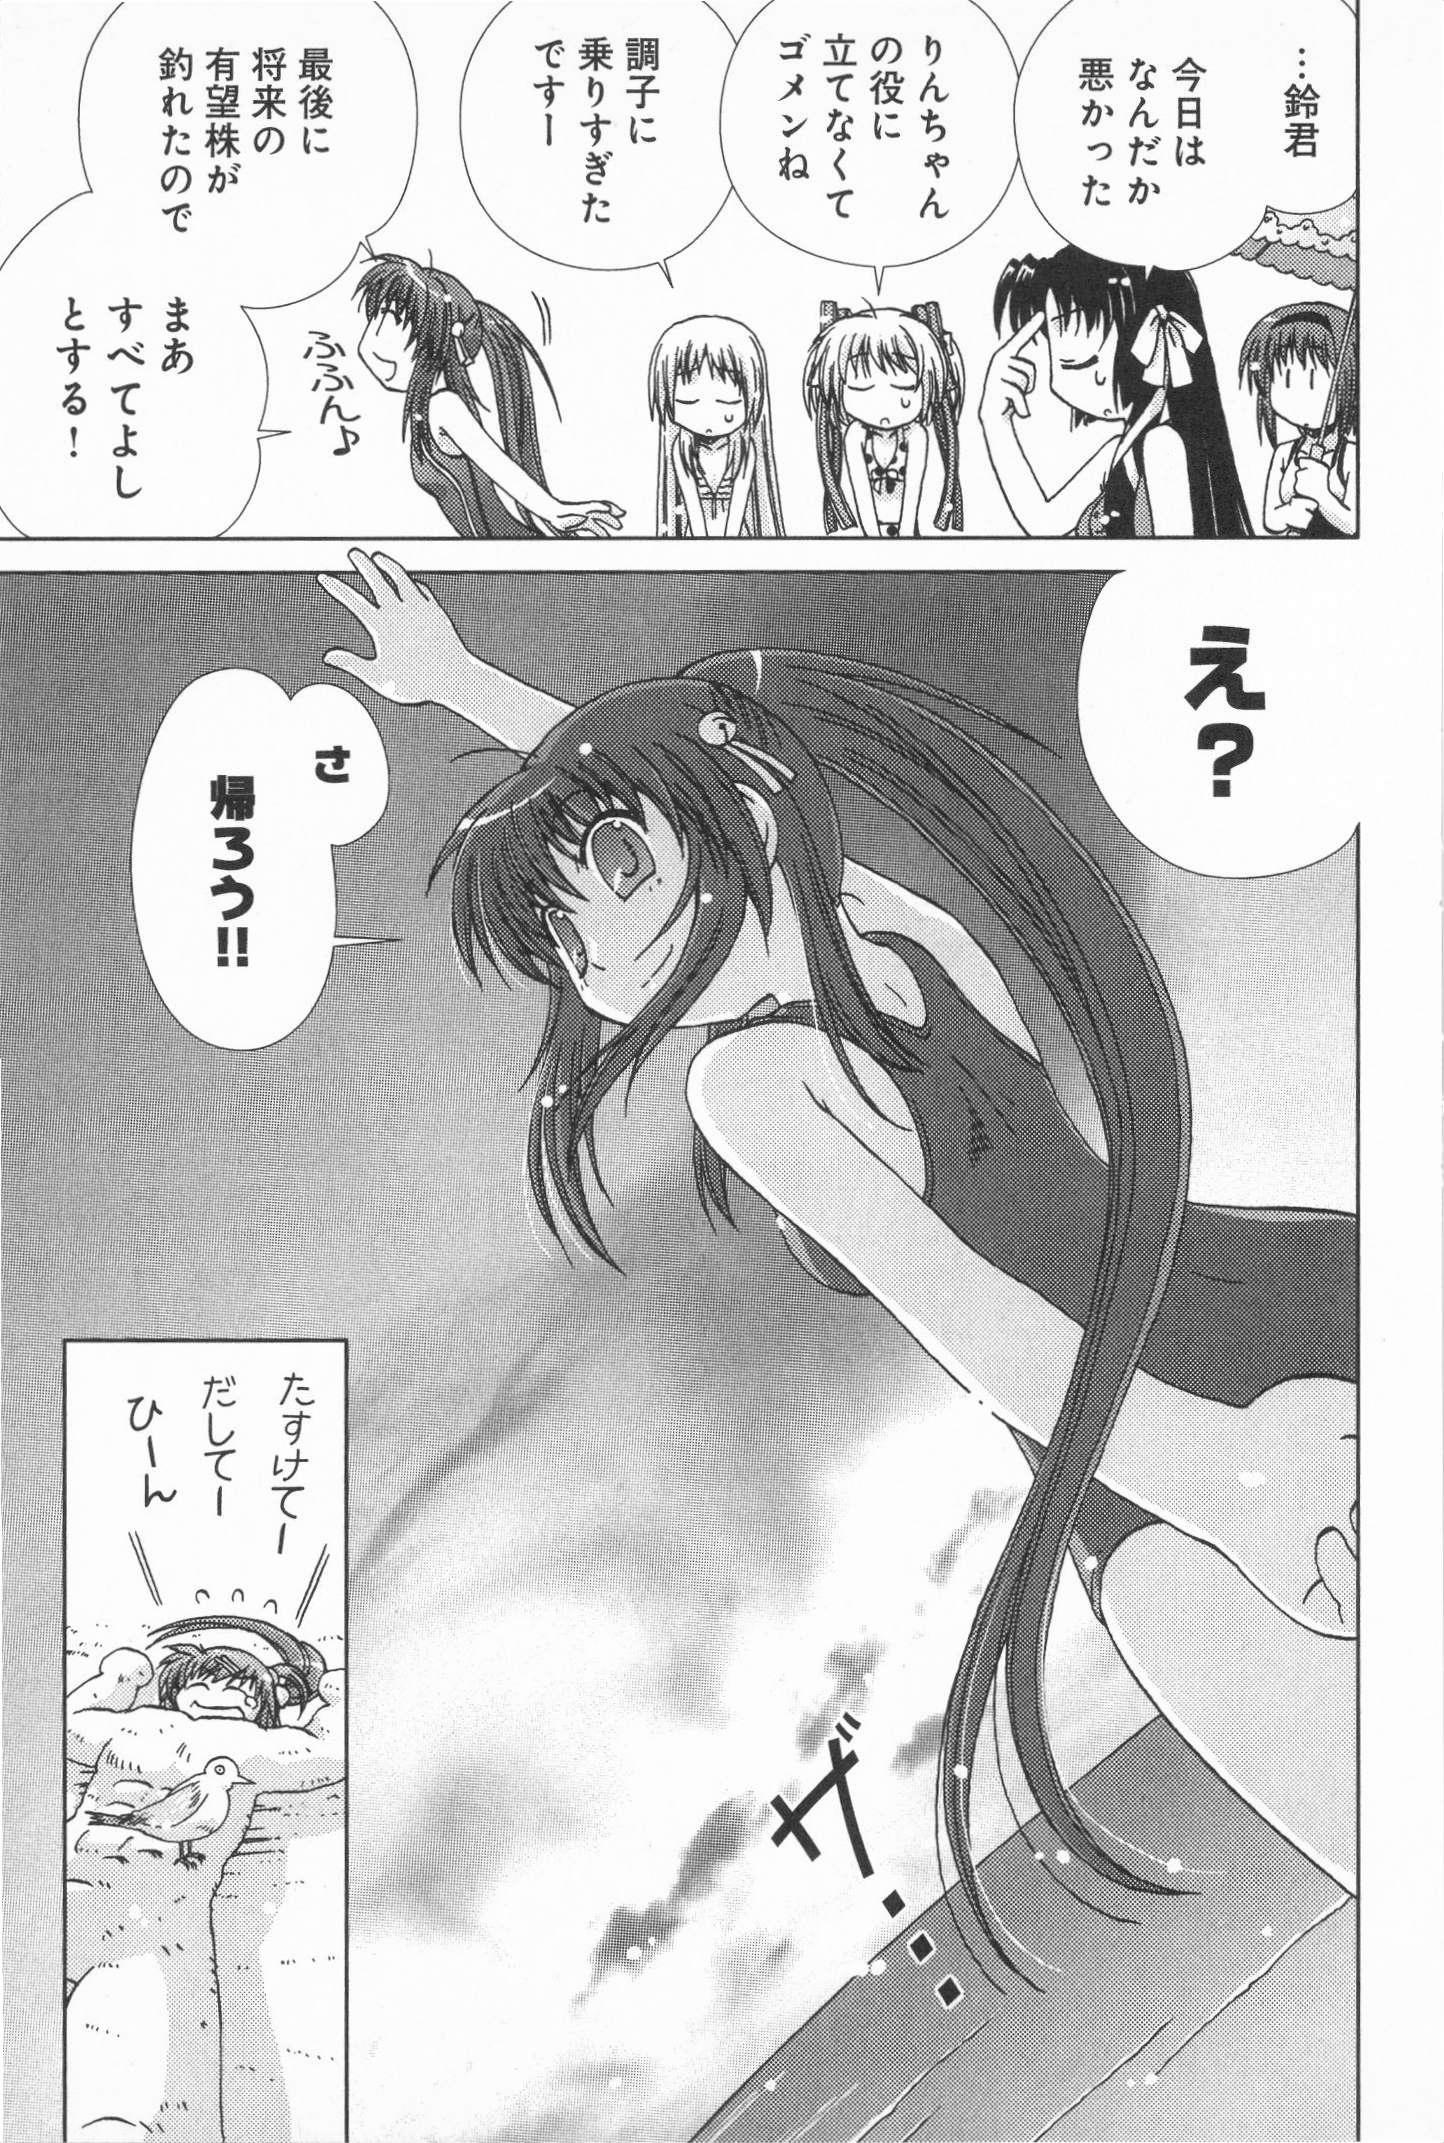 …鈴君
今日は
なんだか
悪かった
りんちゃん
の役に
立てなくて
ゴメンね
調子に
乗りすぎた
ですー
最後に
将来の
有望株が
釣れたので
まあ
すべてよし
とする！
ふふん♪
え？
さ
帰ろう!!
ザ・・・
たすけてー
だしてー
ひーん